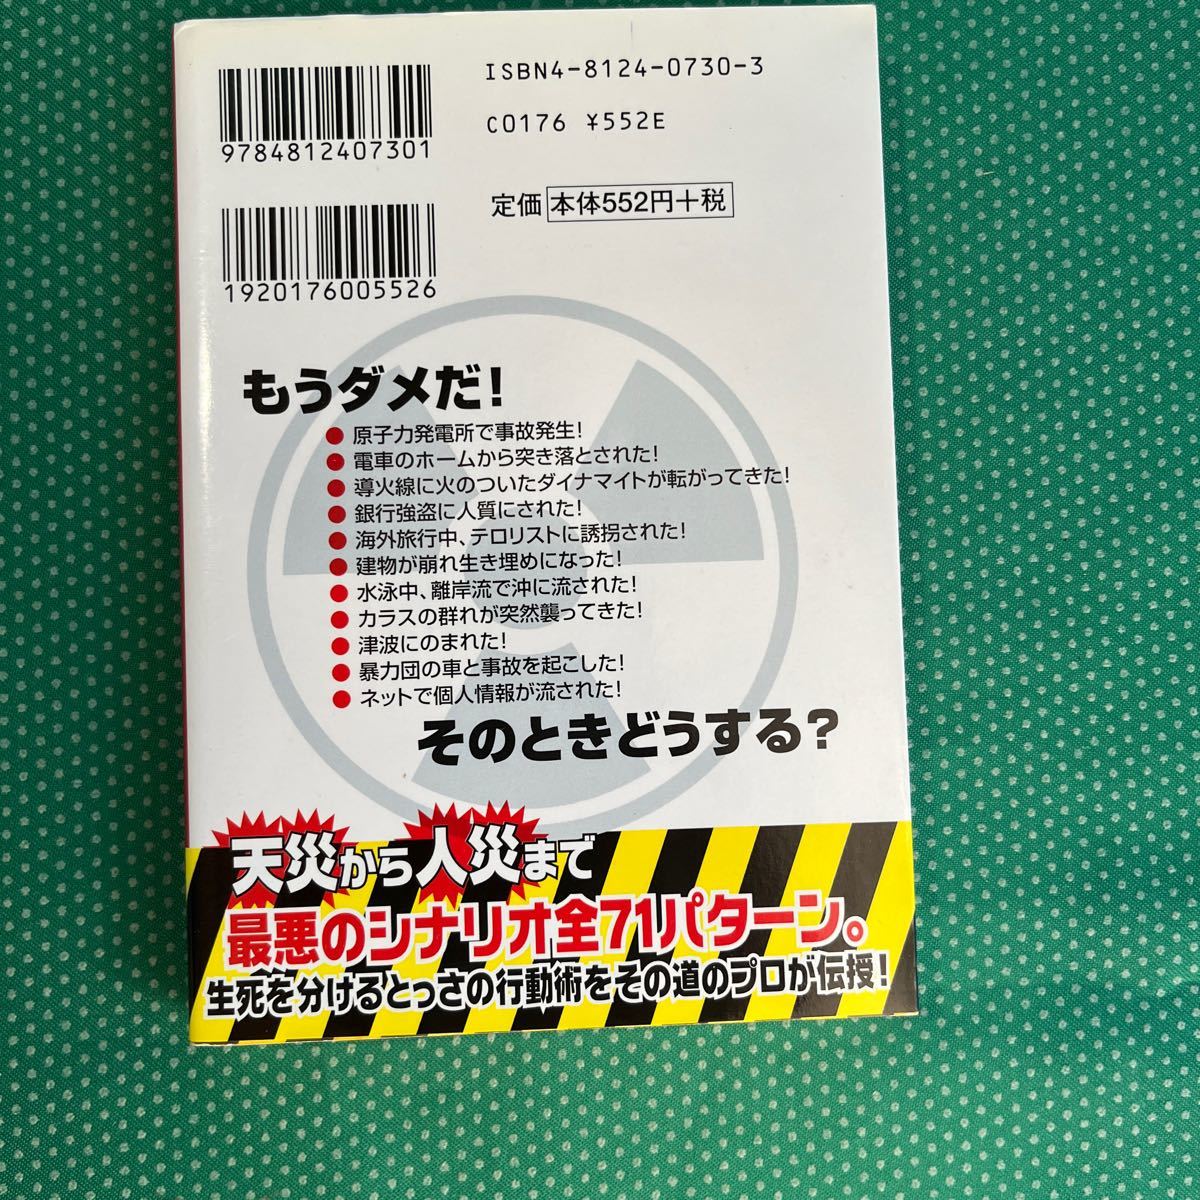 ISBN4-8124-0730-3
C0176 ¥552E
9784812407301
定価 本体552円+税
1920176005526
もうダメだ!
● 原子力発電所で事故発生!
● 電車のホームから突き落とされた!
● 導火線に火のついたダイナマイトが転がってきた!
● 銀行強盗に人質にされた!
● 海外旅行中、テロリストに誘拐された!
● 建物が崩れ生き埋めになった!
● 水泳中、離岸流で沖に流された!
● カラスの群れが突然襲ってきた!
● 津波にのまれた!
● 暴力団の車と事故を起こした!
● ネットで個人情報が流された!
そのときどうする?
天災から人災まで
最悪のシナリオ全71パターン。
生死を分けるとっさの行動術をその道のプロが伝授!